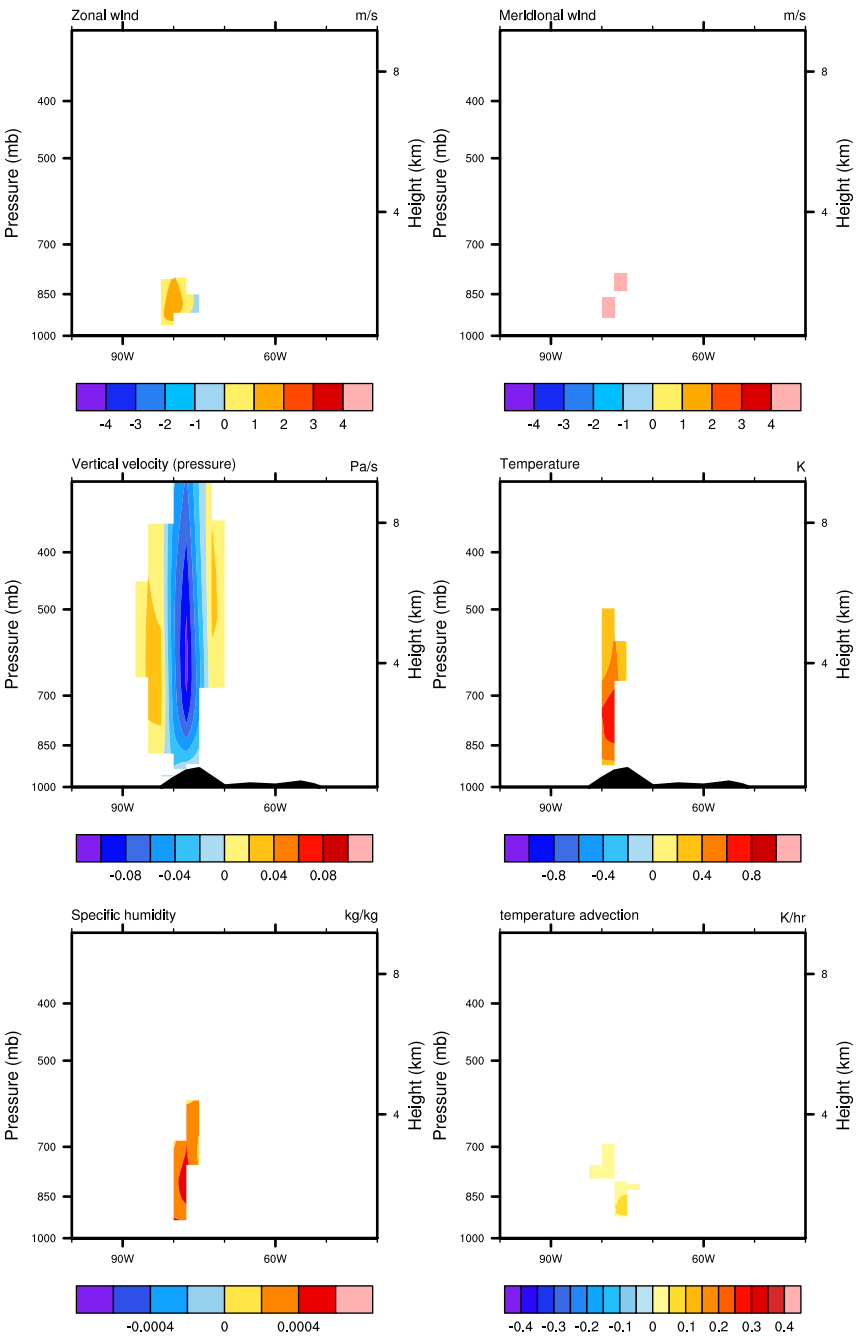 Zonal wind m/s
Pressure (mb)
400
500
700
850
1000
8
4
Height (km)
90W 60W
-4 -3 -2 -1 0 1 2 3 4
Meridional wind m/s
Pressure (mb)
400
500
700
850
1000
8
4
Height (km)
90W 60W
-4 -3 -2 -1 0 1 2 3 4
Vertical velocity (pressure) Pa/s
Pressure (mb)
400
500
700
850
1000
8
4
Height (km)
90W 60W
-0.08 -0.04 0 0.04 0.08
Temperature K
Pressure (mb)
400
500
700
850
1000
8
4
Height (km)
90W 60W
-0.8 -0.4 0 0.4 0.8
Specific humidity kg/kg
Pressure (mb)
400
500
700
850
1000
8
4
Height (km)
90W 60W
-0.0004 0 0.0004
temperature advection K/hr
Pressure (mb)
400
500
700
850
1000
8
4
Height (km)
90W 60W
-0.4 -0.3 -0.2 -0.1 0 0.1 0.2 0.3 0.4